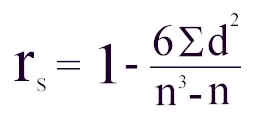 rₛ = 1 - 6Σd² / n³-n